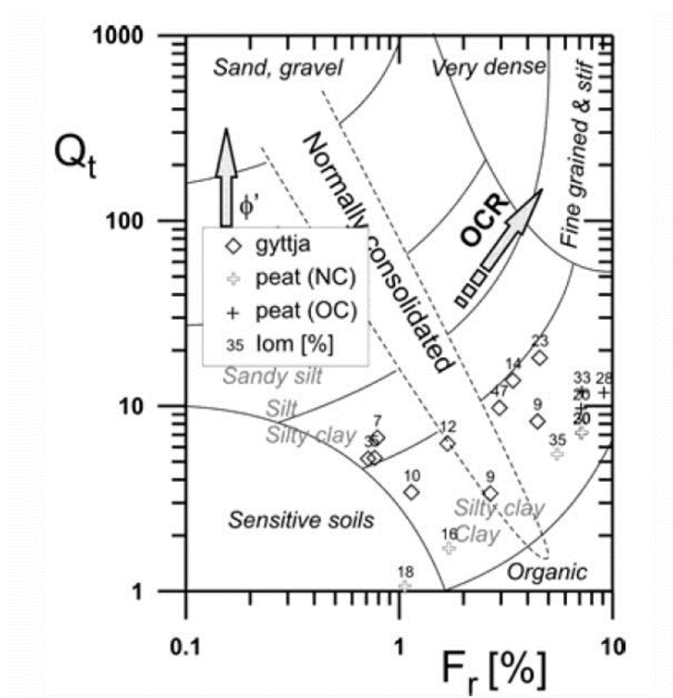 1000
Sand, gravel
Very dense
Fine grained & stif
Qt
Normally consolidated
ϕ'
100
OCR
gyttja
peat (NC)
peat (OC)
35 Iom [%]
23
Sandy silt
14
33
28
47
10
Silt
9
20
7
12
Silty clay
35
35
10
9
Silty clay
Sensitive soils
16
Clay
18
Organic
1
0.1
1
10
Fr [%]